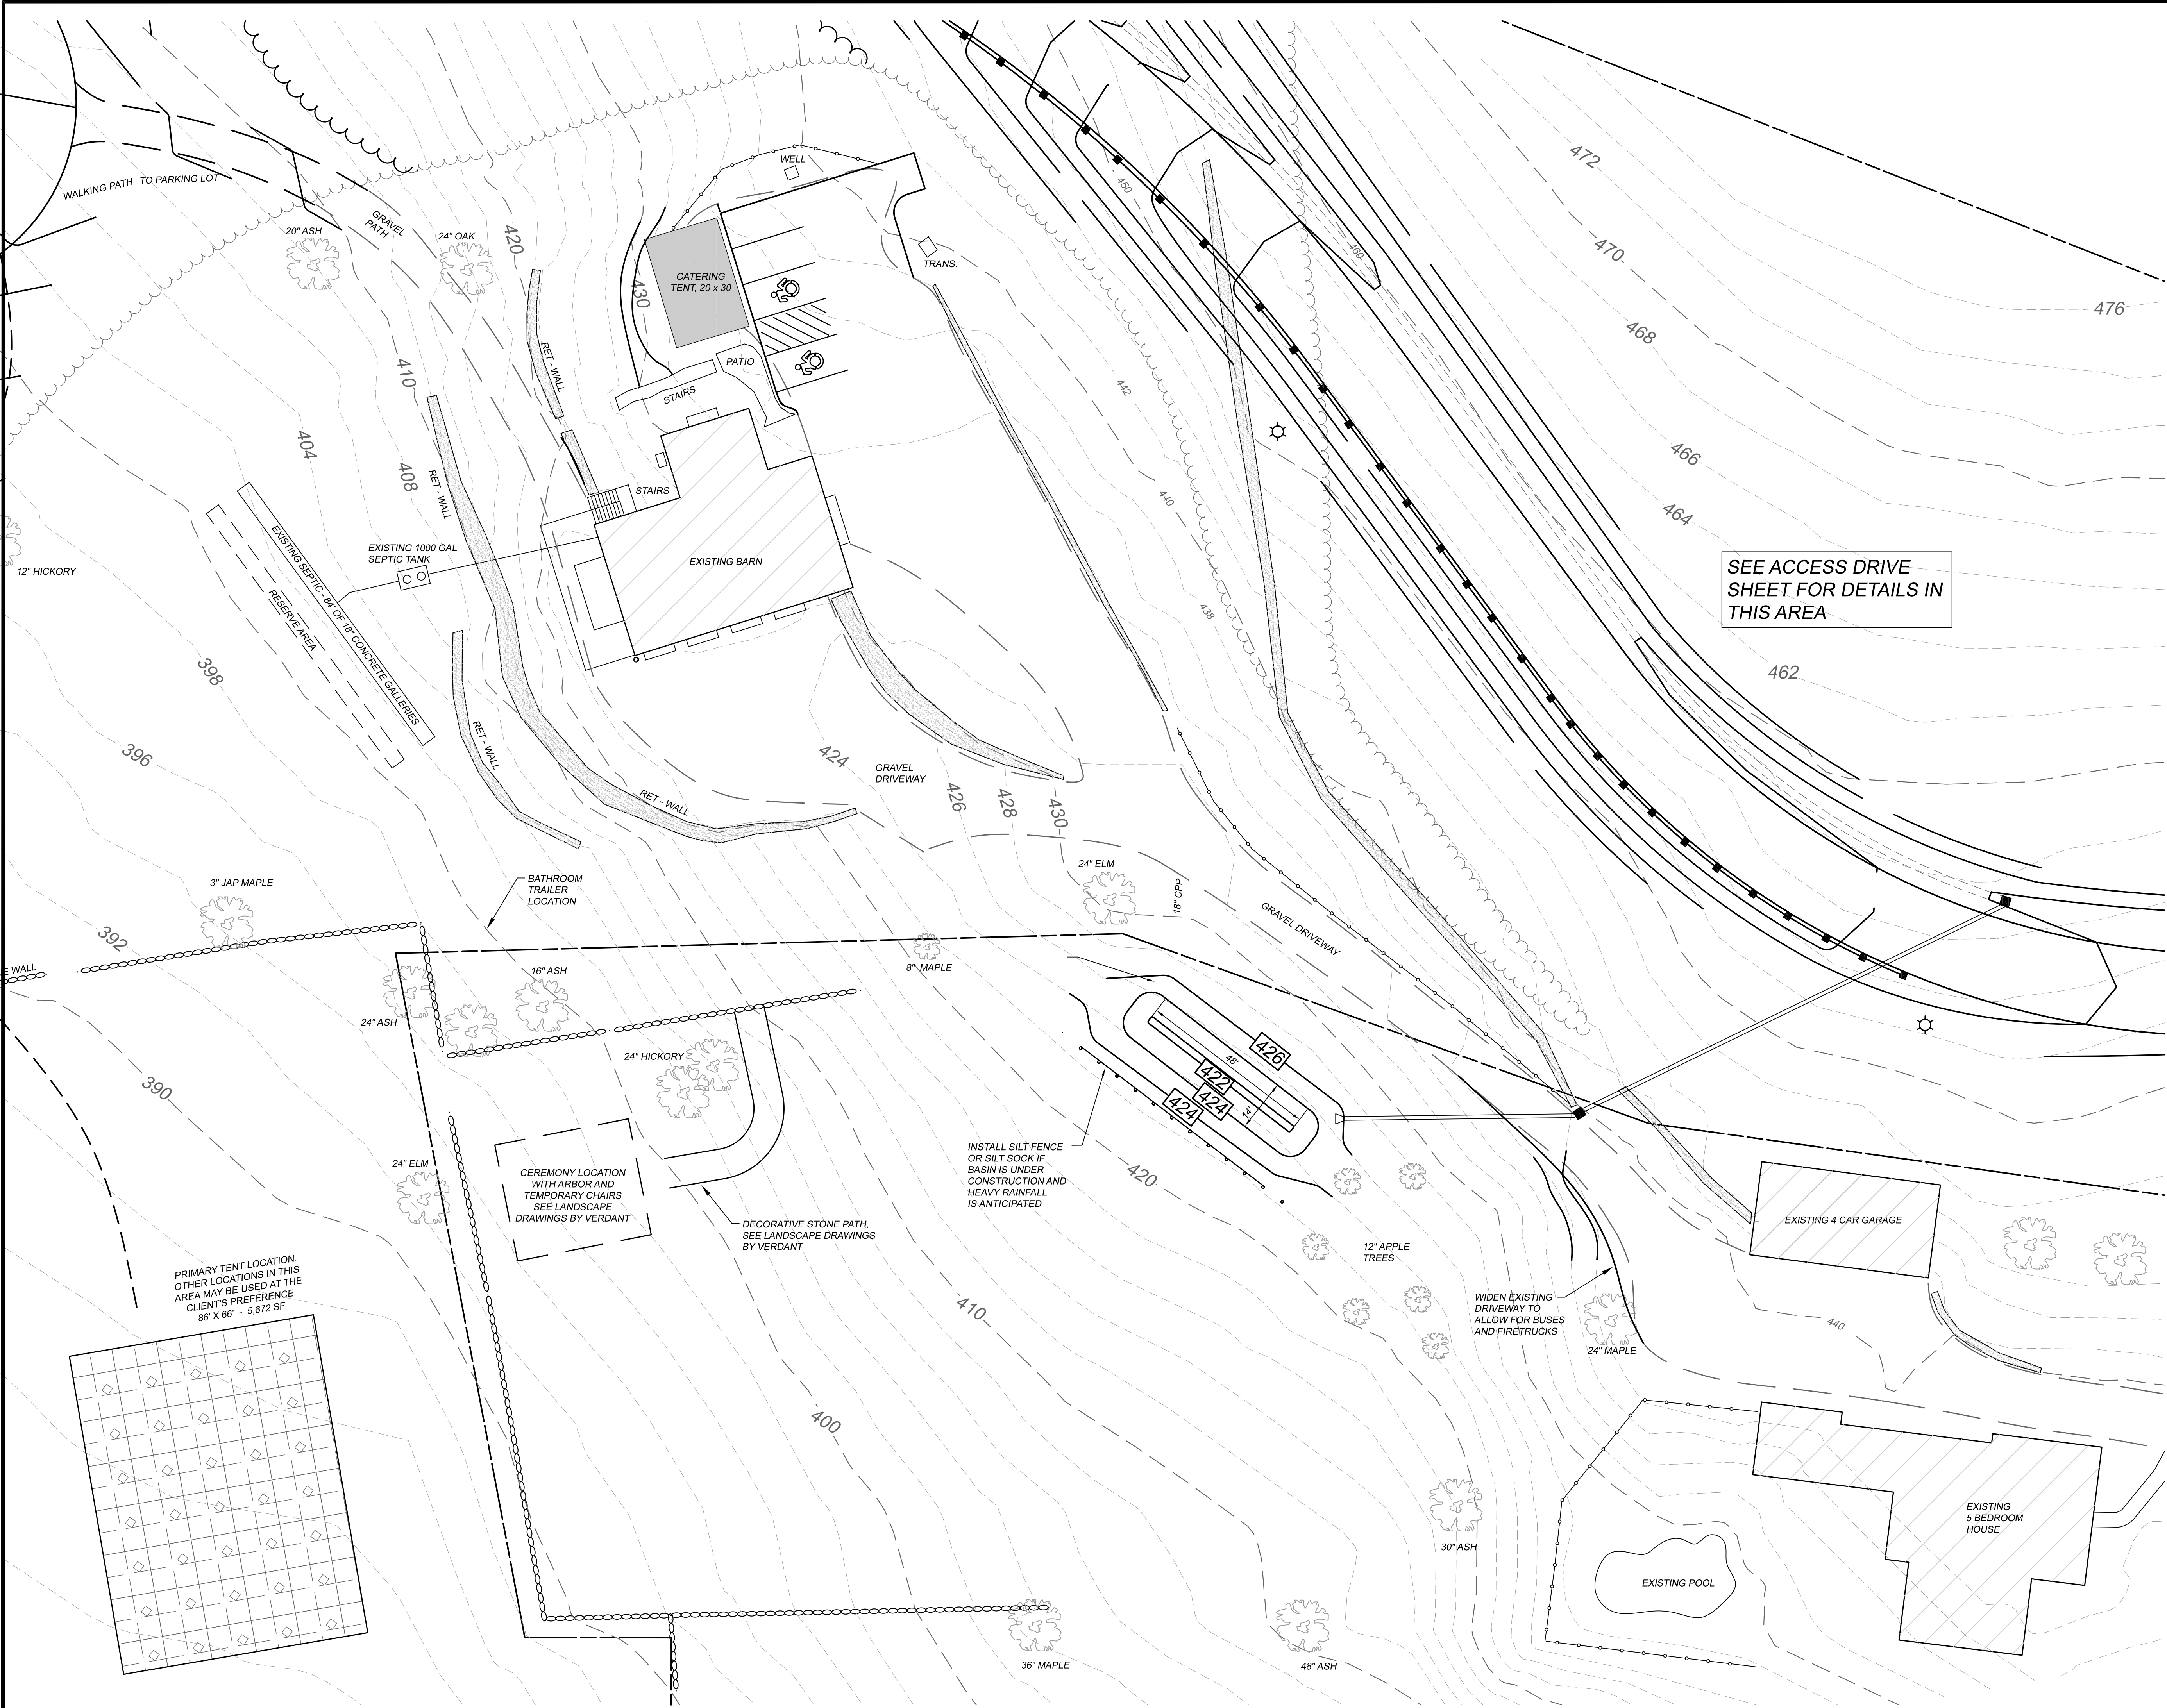 WALKING PATH TO PARKING LOT
GRAVEL
PATH
20" ASH
24" OAK
420
WELL
TRANS.
CATERING
TENT, 20 x 30
430
PATIO
STAIRS
RET - WALL
450
460
472
470
468
476
466
464
462
442
440
438
410
404
408
RET - WALL
STAIRS
EXISTING BARN
EXISTING 1000 GAL
SEPTIC TANK
EXISTING SEPTIC - 84' OF 18" CONCRETE GALLERIES
RESERVE AREA
12" HICKORY
398
396
RET - WALL
RET - WALL
424
GRAVEL
DRIVEWAY
426
428
430
SEE ACCESS DRIVE
SHEET FOR DETAILS IN
THIS AREA
24" ELM
18" CPP
GRAVEL DRIVEWAY
3" JAP MAPLE
BATHROOM
TRAILER
LOCATION
392
E WALL
8" MAPLE
16" ASH
24" ASH
24" HICKORY
390
48'
14'
426
422
424
424
INSTALL SILT FENCE
OR SILT SOCK IF
BASIN IS UNDER
CONSTRUCTION AND
HEAVY RAINFALL
IS ANTICIPATED
420
24" ELM
CEREMONY LOCATION
WITH ARBOR AND
TEMPORARY CHAIRS
SEE LANDSCAPE
DRAWINGS BY VERDANT
DECORATIVE STONE PATH,
SEE LANDSCAPE DRAWINGS
BY VERDANT
EXISTING 4 CAR GARAGE
12" APPLE
TREES
PRIMARY TENT LOCATION.
OTHER LOCATIONS IN THIS
AREA MAY BE USED AT THE
CLIENT'S PREFERENCE
86' X 66' - 5,672 SF
410
WIDEN EXISTING
DRIVEWAY TO
ALLOW FOR BUSES
AND FIRETRUCKS
24" MAPLE
440
400
EXISTING
5 BEDROOM
HOUSE
30" ASH
EXISTING POOL
36" MAPLE
48" ASH